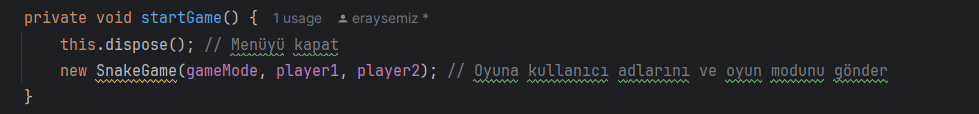 private void startGame() { 1 usage eraysemiz *
this.dispose(); // Menüyü kapat
new SnakeGame(gameMode, player1, player2); // Oyuna kullanıcı adlarını ve oyun modunu gönder
}